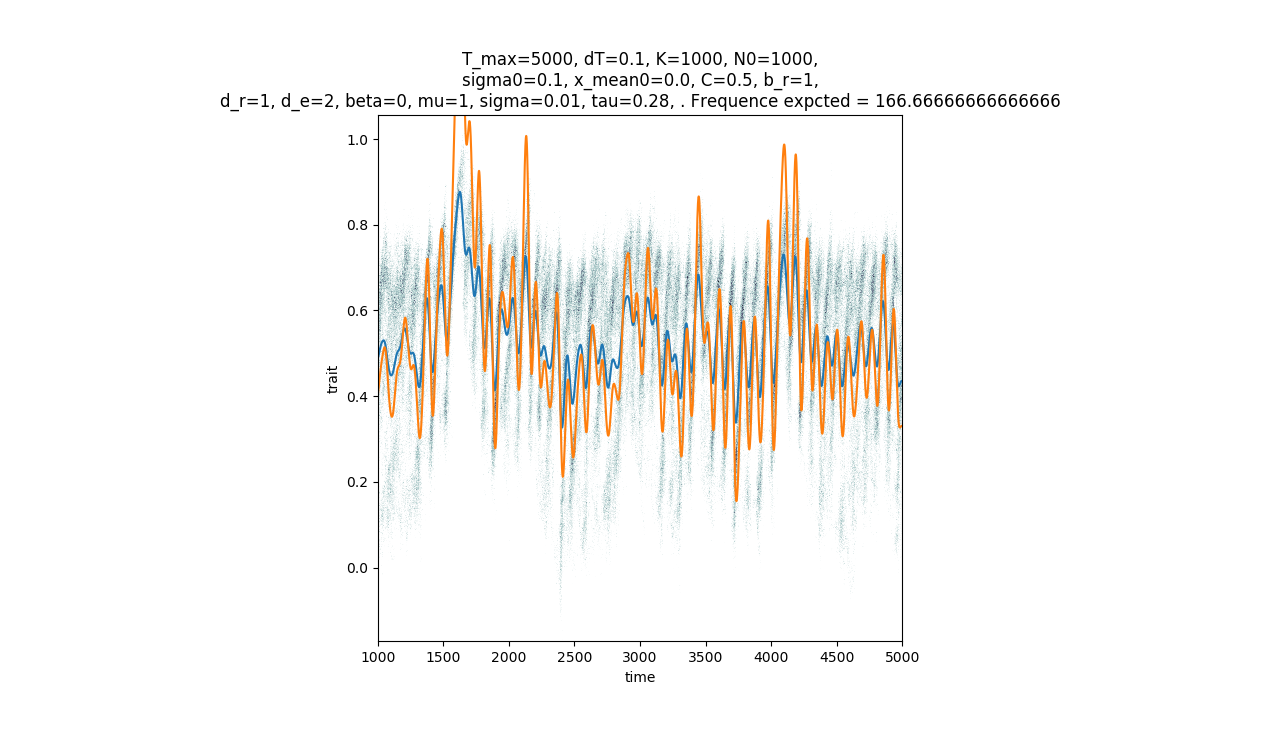 T_max=5000, dT=0.1, K=1000, N0=1000,
sigma0=0.1, x_mean0=0.0, C=0.5, b_r=1,
d_r=1, d_e=2, beta=0, mu=1, sigma=0.01, tau=0.28, . Frequence expcted = 166.66666666666666
1.0
0.8
0.6
0.4
0.2
0.0
trait
1000 1500 2000 2500 3000 3500 4000 4500 5000
time